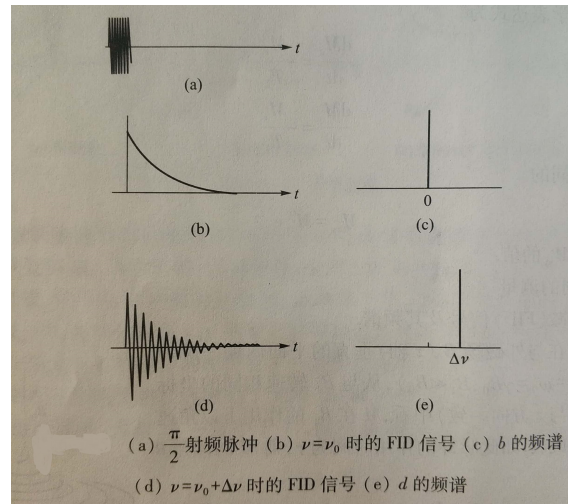 t
(a)
t
(b)
0
(c)
t
(d)
Δν
(e)
(a) π/2 射频脉冲 (b) ν=ν₀ 时的 FID 信号 (c) b 的频谱
(d) ν=ν₀+Δν 时的 FID 信号 (e) d 的频谱